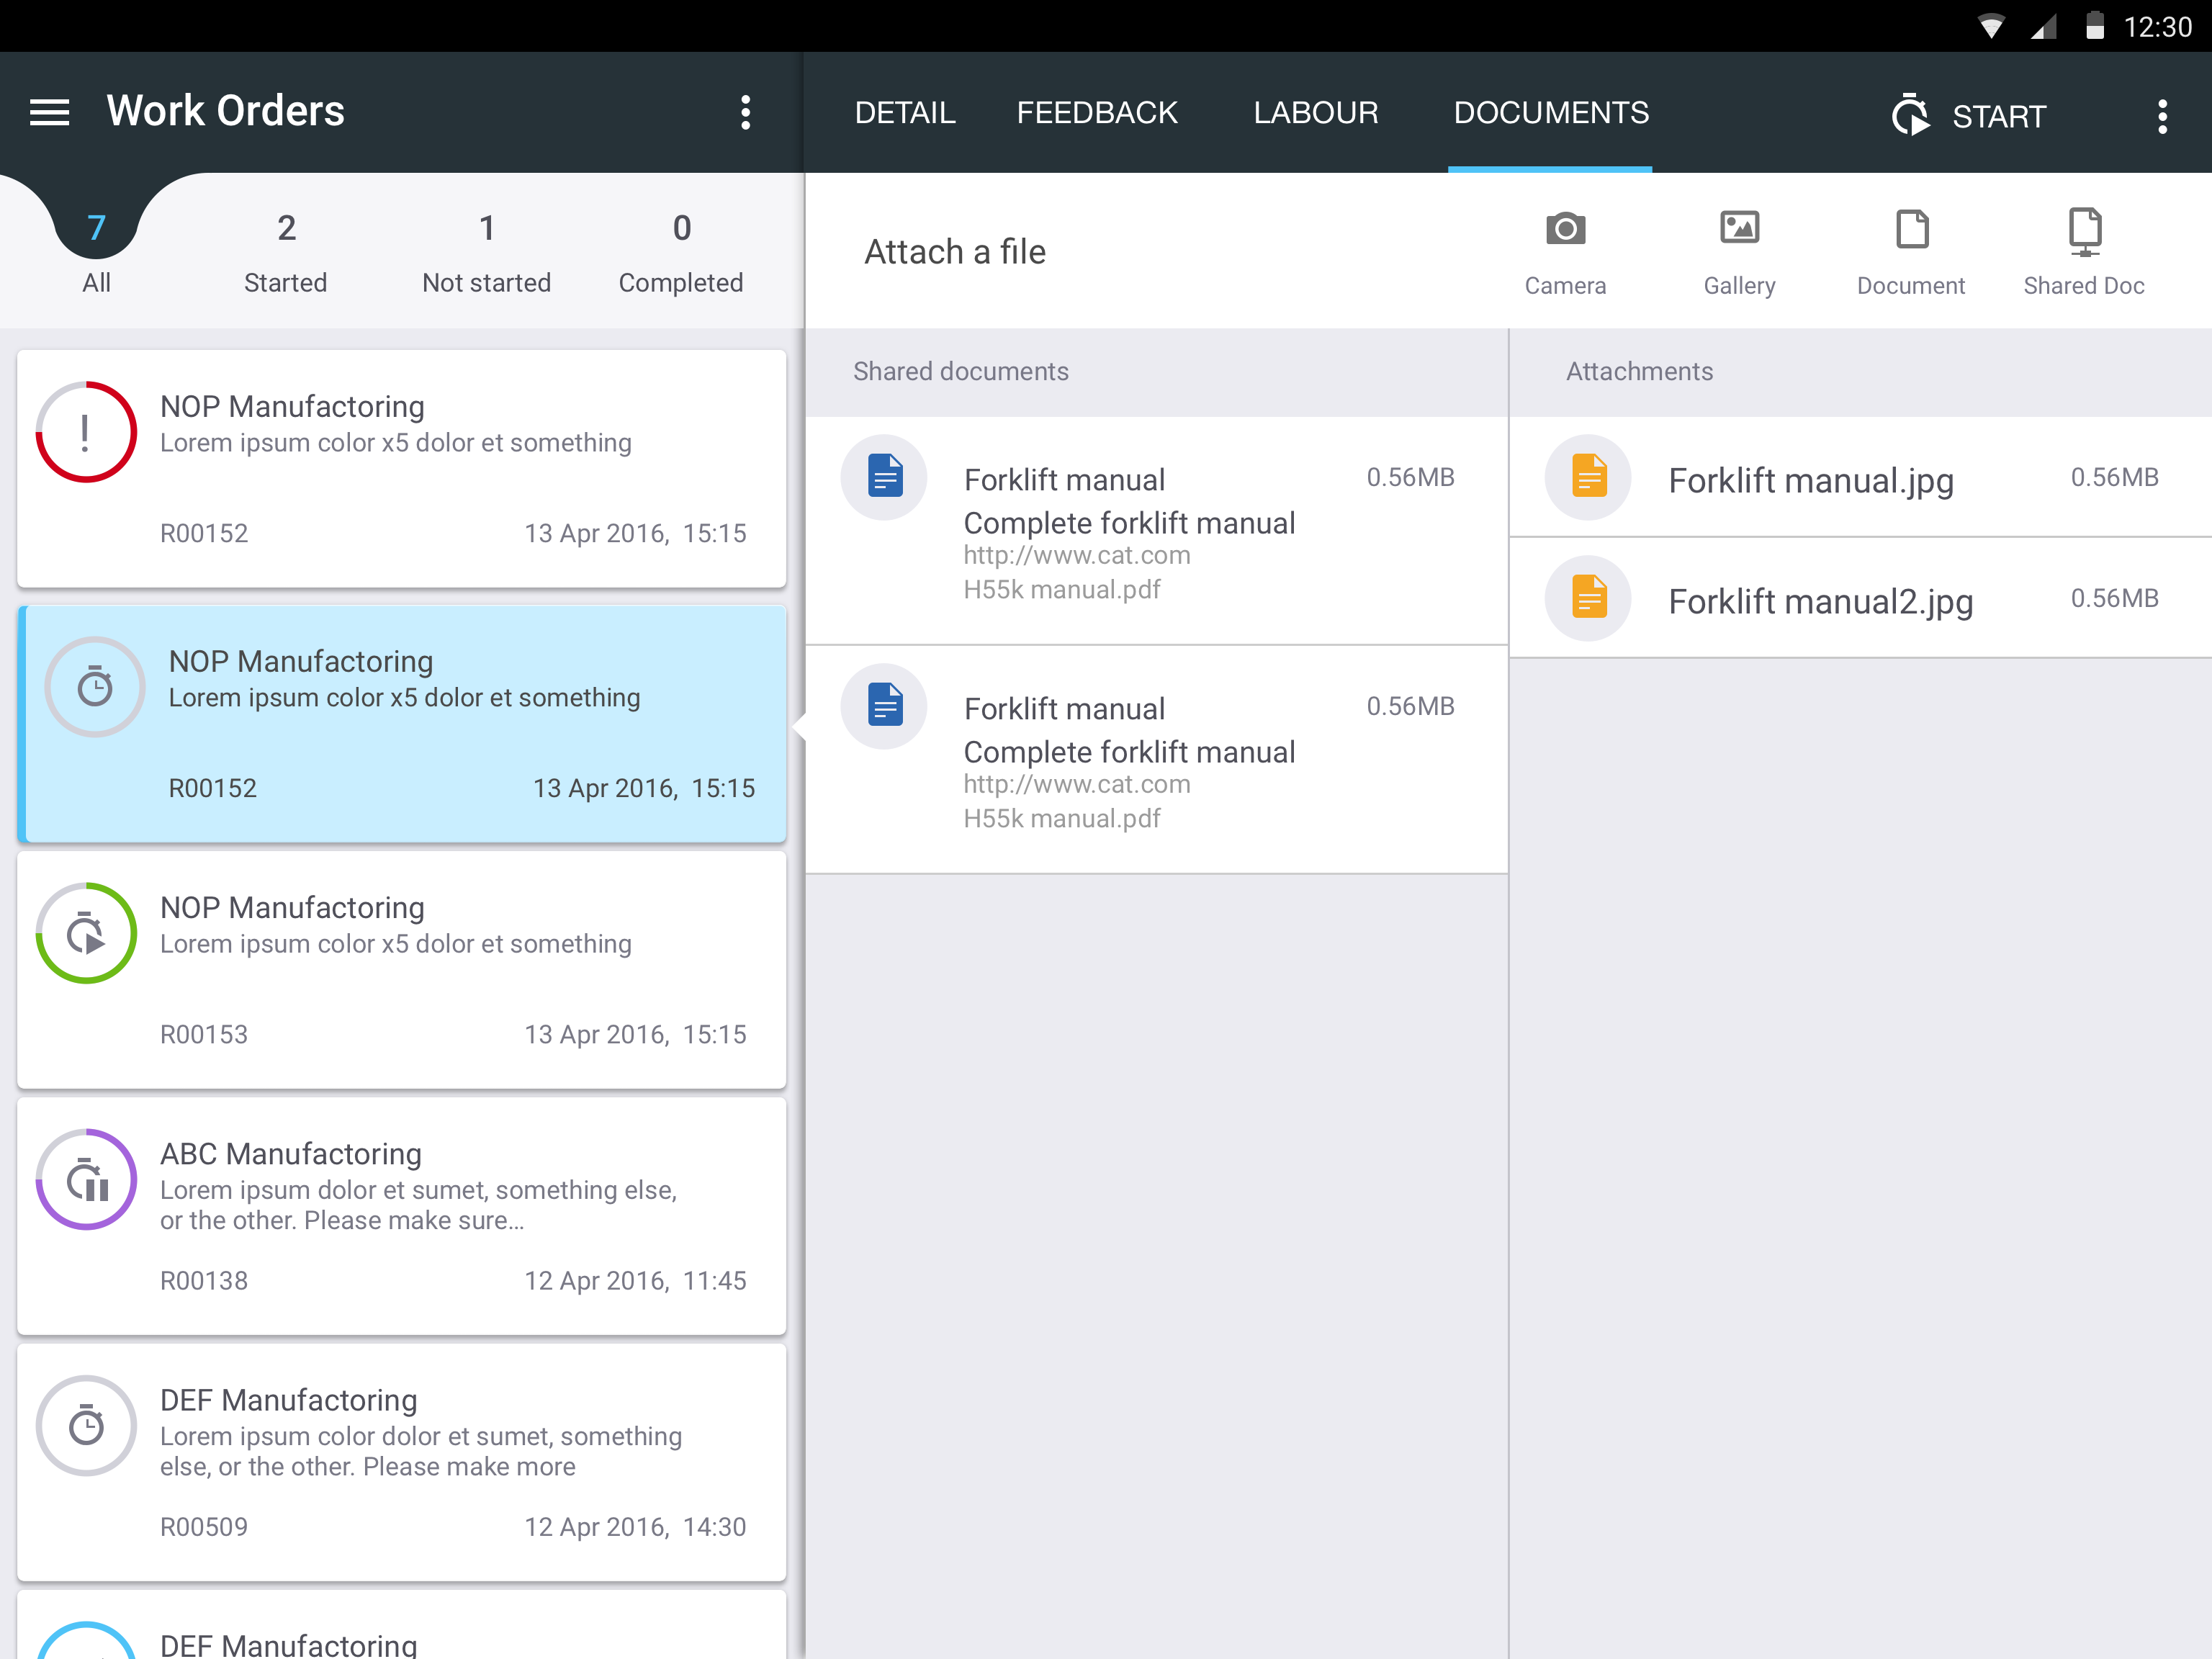 12:30
Work Orders
DETAIL
FEEDBACK
LABOUR
DOCUMENTS
START
7
All
2
Started
1
Not started
0
Completed
NOP Manufactoring
Lorem ipsum color x5 dolor et something
R00152
13 Apr 2016, 15:15
NOP Manufactoring
Lorem ipsum color x5 dolor et something
R00152
13 Apr 2016, 15:15
NOP Manufactoring
Lorem ipsum color x5 dolor et something
R00153
13 Apr 2016, 15:15
ABC Manufactoring
Lorem ipsum dolor et sumet, something else,
or the other. Please make sure...
R00138
12 Apr 2016, 11:45
DEF Manufactoring
Lorem ipsum color dolor et sumet, something
else, or the other. Please make more
R00509
12 Apr 2016, 14:30
DEF Manufactoring
Attach a file
Camera
Gallery
Document
Shared Doc
Shared documents
Forklift manual
0.56MB
Complete forklift manual
http://www.cat.com
H55k manual.pdf
Forklift manual
0.56MB
Complete forklift manual
http://www.cat.com
H55k manual.pdf
Attachments
Forklift manual.jpg
0.56MB
Forklift manual2.jpg
0.56MB